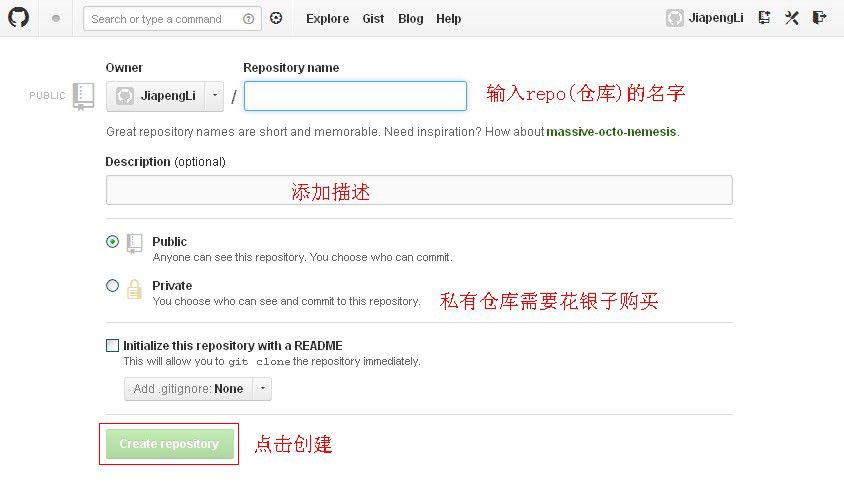 Search or type a command
Explore Gist Blog Help
JiapengLi
Owner
Repository name
PUBLIC
JiapengLi
/
输入repo(仓库)的名字
Great repository names are short and memorable. Need inspiration? How about massive-octo-nemesis.
Description (optional)
添加描述
Public
Anyone can see this repository. You choose who can commit.
Private
You choose who can see and commit to this repository.
私有仓库需要花银子购买
Initialize this repository with a README
This will allow you to git clone the repository immediately.
Add .gitignore: None
Create repository
点击创建